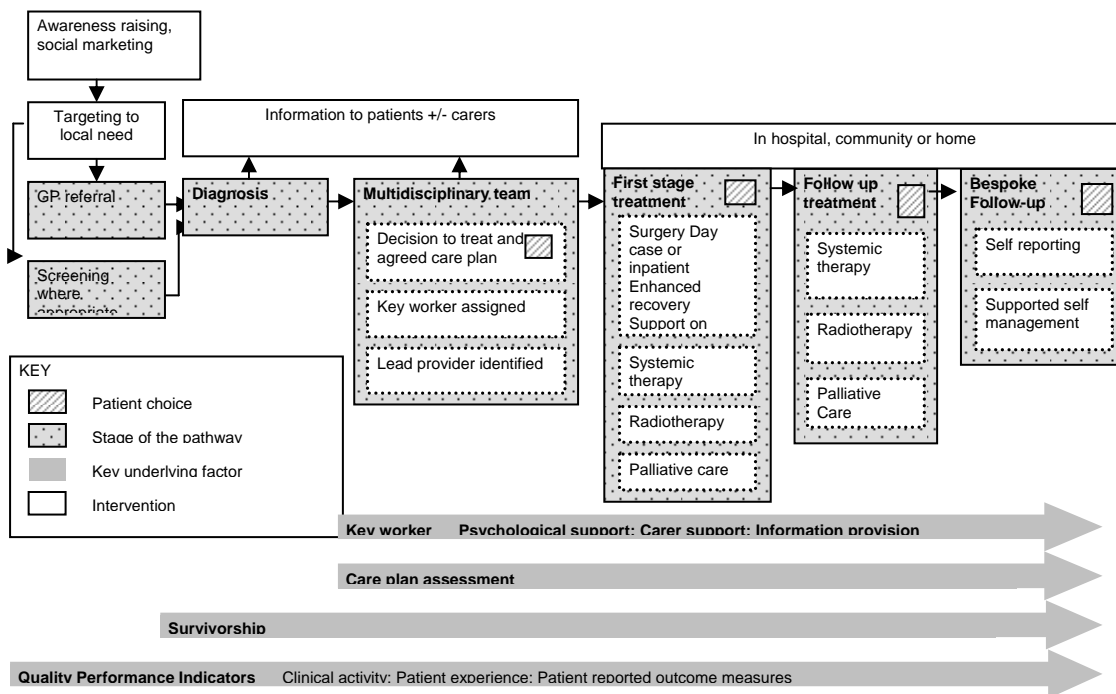 Awareness raising,
social marketing
Targeting to
local need
Information to patients +/- carers
In hospital, community or home
GP referral
Screening
where
appropriate
Diagnosis
Multidisciplinary team
Decision to treat and
agreed care plan
Key worker assigned
Lead provider identified
First stage
treatment
Surgery Day
case or
inpatient
Enhanced
recovery
Support on
Systemic
therapy
Radiotherapy
Palliative care
Follow up
treatment
Systemic
therapy
Radiotherapy
Palliative
Care
Bespoke
Follow-up
Self reporting
Supported self
management
KEY
Patient choice
Stage of the pathway
Key underlying factor
Intervention
Key worker Psychological support: Carer support: Information provision
Care plan assessment
Survivorship
Quality Performance Indicators Clinical activity: Patient experience: Patient reported outcome measures